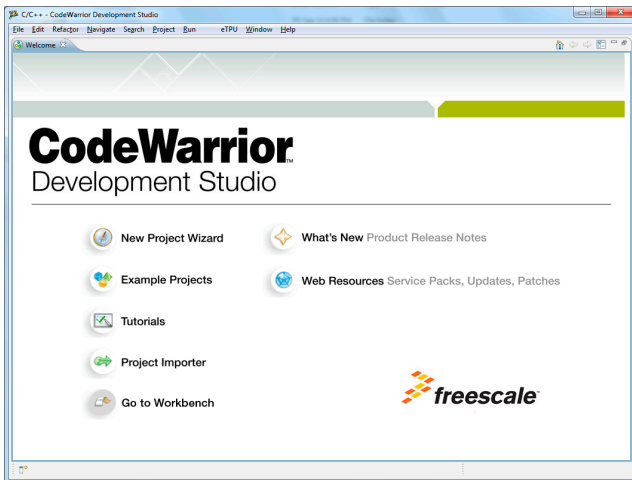 C/C++ - CodeWarrior Development Studio
File Edit Refactor Navigate Search Project Run eTPU Window Help
Welcome
CodeWarrior™
Development Studio
New Project Wizard
What's New Product Release Notes
Example Projects
Web Resources Service Packs, Updates, Patches
Tutorials
Project Importer
Go to Workbench
freescale™